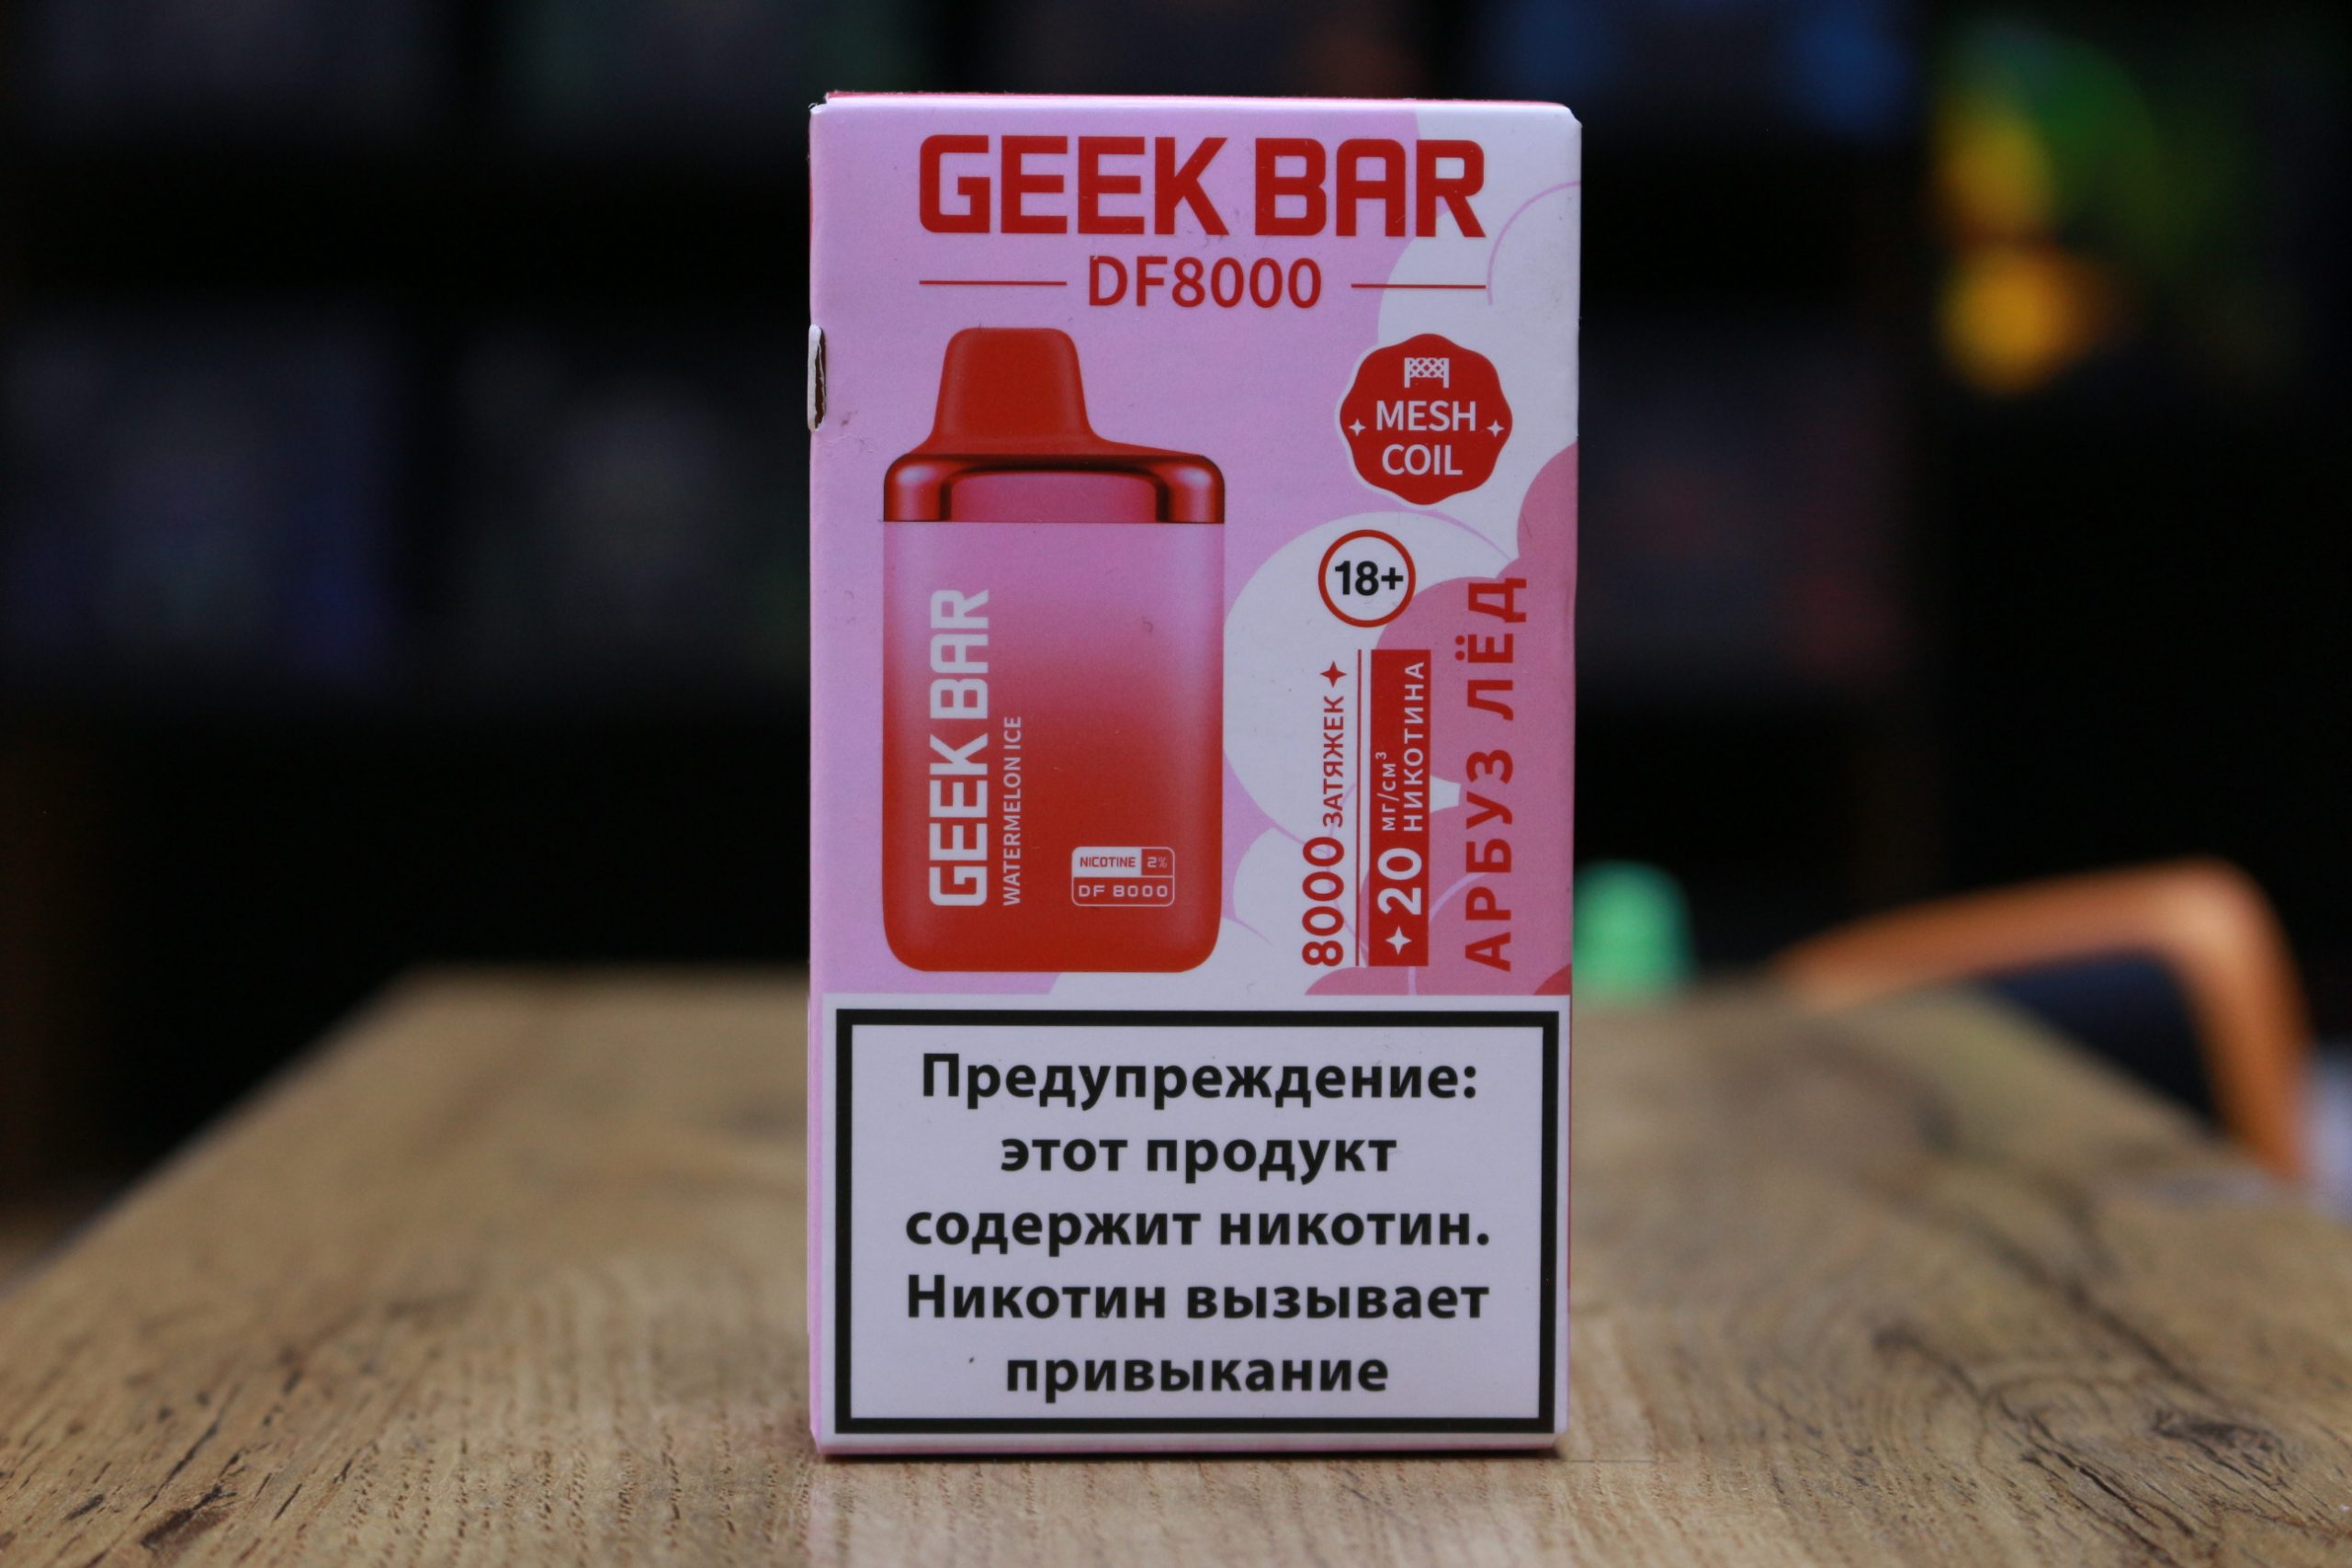 GEEK BAR
DF8000
MESH
COIL
18+
GEEK BAR
WATERMELON ICE
NICOTINE 2%
DF 8000
8000 ЗАТЯЖЕК
20 мг/см³
НИКОТИНА
АРБУЗ ЛЁД
Предупреждение:
этот продукт
содержит никотин.
Никотин вызывает
привыкание